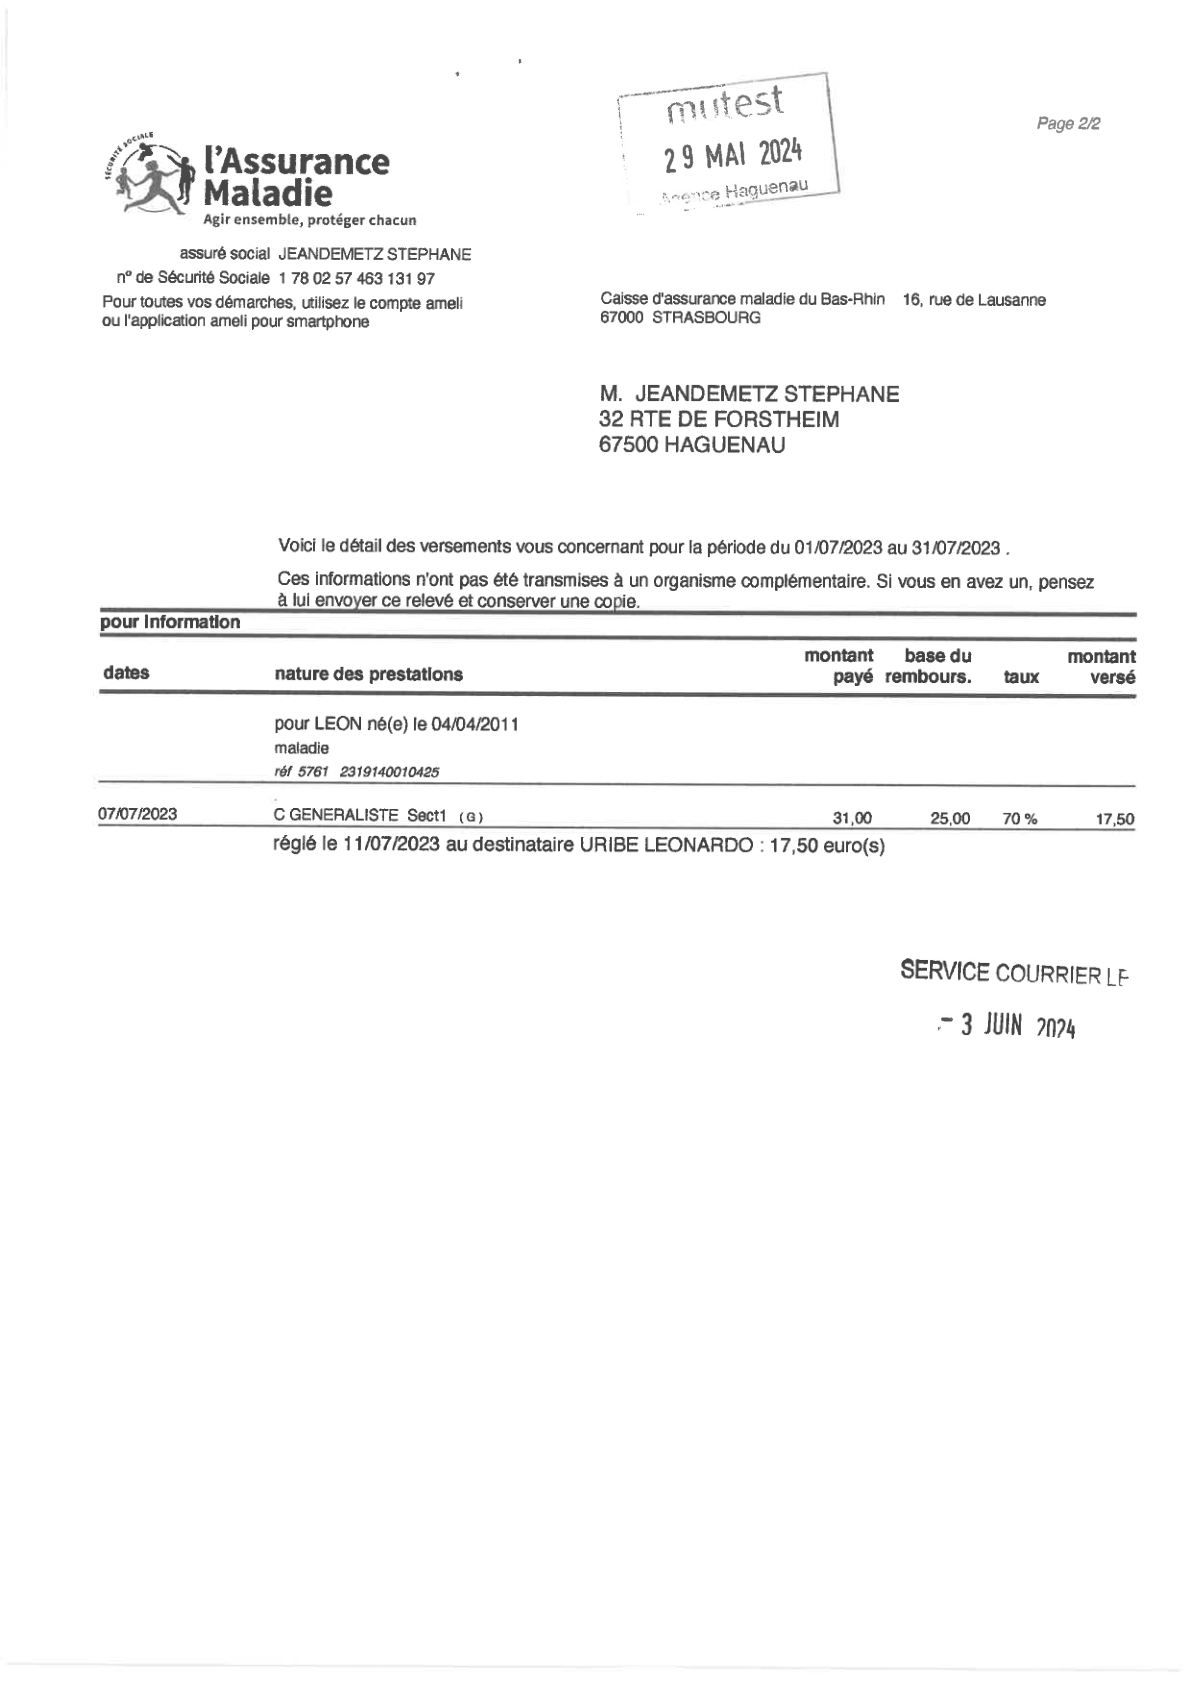 mutest
29 MAI 2024
Agence Haguenau
Page 2/2
SÉCURITÉ SOCIALE
l'Assurance
Maladie
Agir ensemble, protéger chacun
assuré social JEANDEMETZ STEPHANE
n° de Sécurité Sociale 1 78 02 57 463 131 97
Pour toutes vos démarches, utilisez le compte ameli
ou l'application ameli pour smartphone
Caisse d'assurance maladie du Bas-Rhin 16, rue de Lausanne
67000 STRASBOURG
M. JEANDEMETZ STEPHANE
32 RTE DE FORSTHEIM
67500 HAGUENAU
Voici le détail des versements vous concernant pour la période du 01/07/2023 au 31/07/2023 .
Ces informations n'ont pas été transmises à un organisme complémentaire. Si vous en avez un, pensez
à lui envoyer ce relevé et conserver une copie.
pour information
dates nature des prestations montant payé base du rembours. taux montant versé
pour LEON né(e) le 04/04/2011
maladie
réf 5761 2319140010425
07/07/2023 C GENERALISTE Sect1 (G) 31,00 25,00 70 % 17,50
réglé le 11/07/2023 au destinataire URIBE LEONARDO : 17,50 euro(s)
SERVICE COURRIER
- 3 JUIN 2024